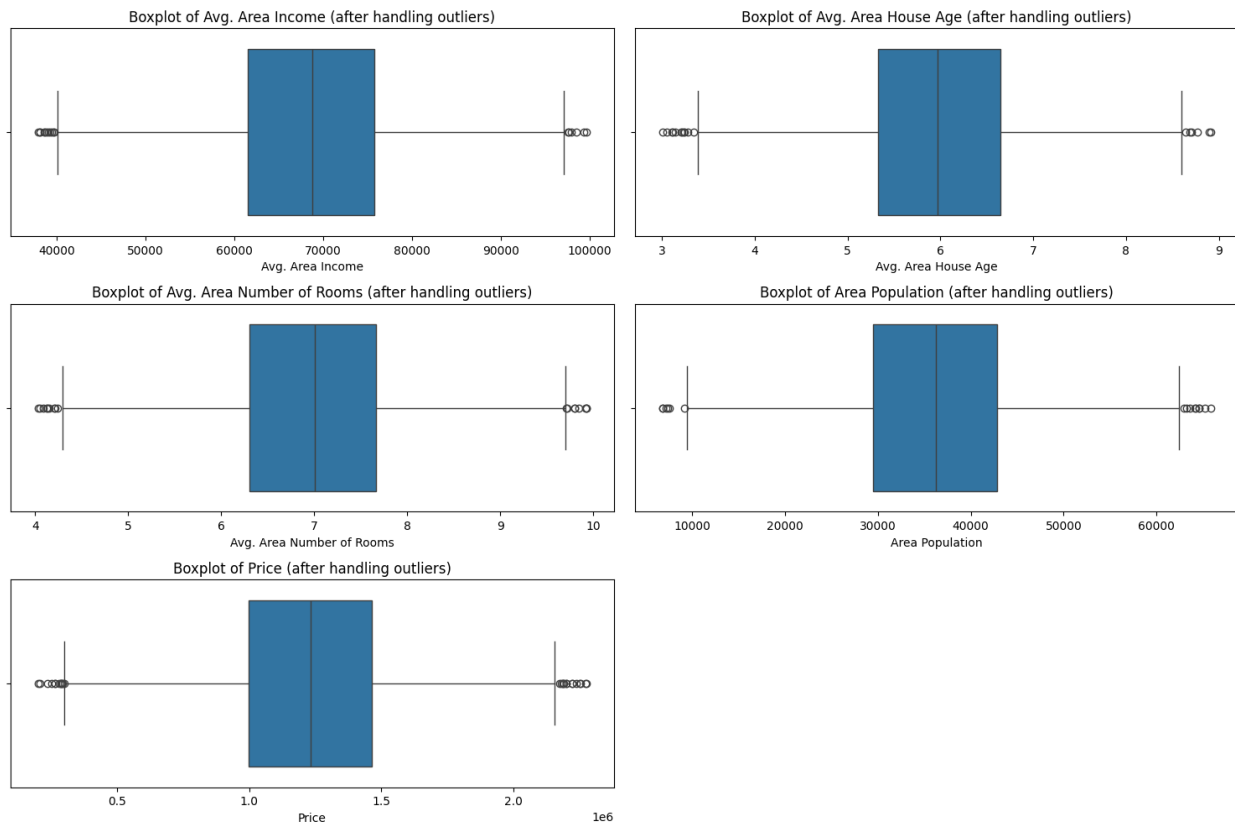 Boxplot of Avg. Area Income (after handling outliers)
40000 50000 60000 70000 80000 90000 100000
Avg. Area Income
Boxplot of Avg. Area House Age (after handling outliers)
3 4 5 6 7 8 9
Avg. Area House Age
Boxplot of Avg. Area Number of Rooms (after handling outliers)
4 5 6 7 8 9 10
Avg. Area Number of Rooms
Boxplot of Area Population (after handling outliers)
10000 20000 30000 40000 50000 60000
Area Population
Boxplot of Price (after handling outliers)
0.5 1.0 1.5 2.0
1e6
Price